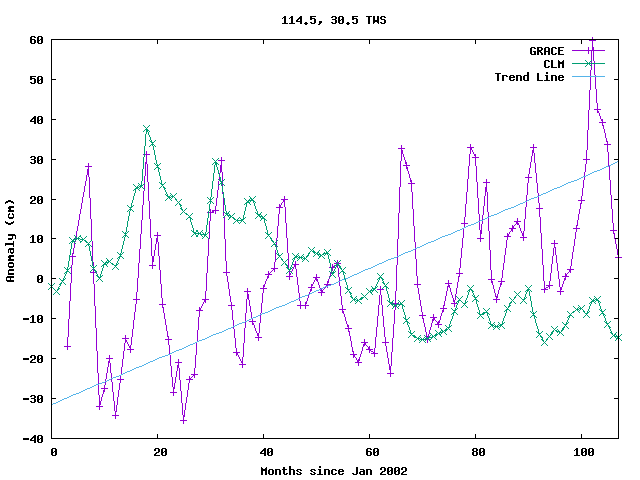 114.5, 30.5 TWS
GRACE
CLM
Trend Line
60
50
40
30
20
10
0
-10
-20
-30
-40
Anomaly (cm)
0 20 40 60 80 100
Months since Jan 2002